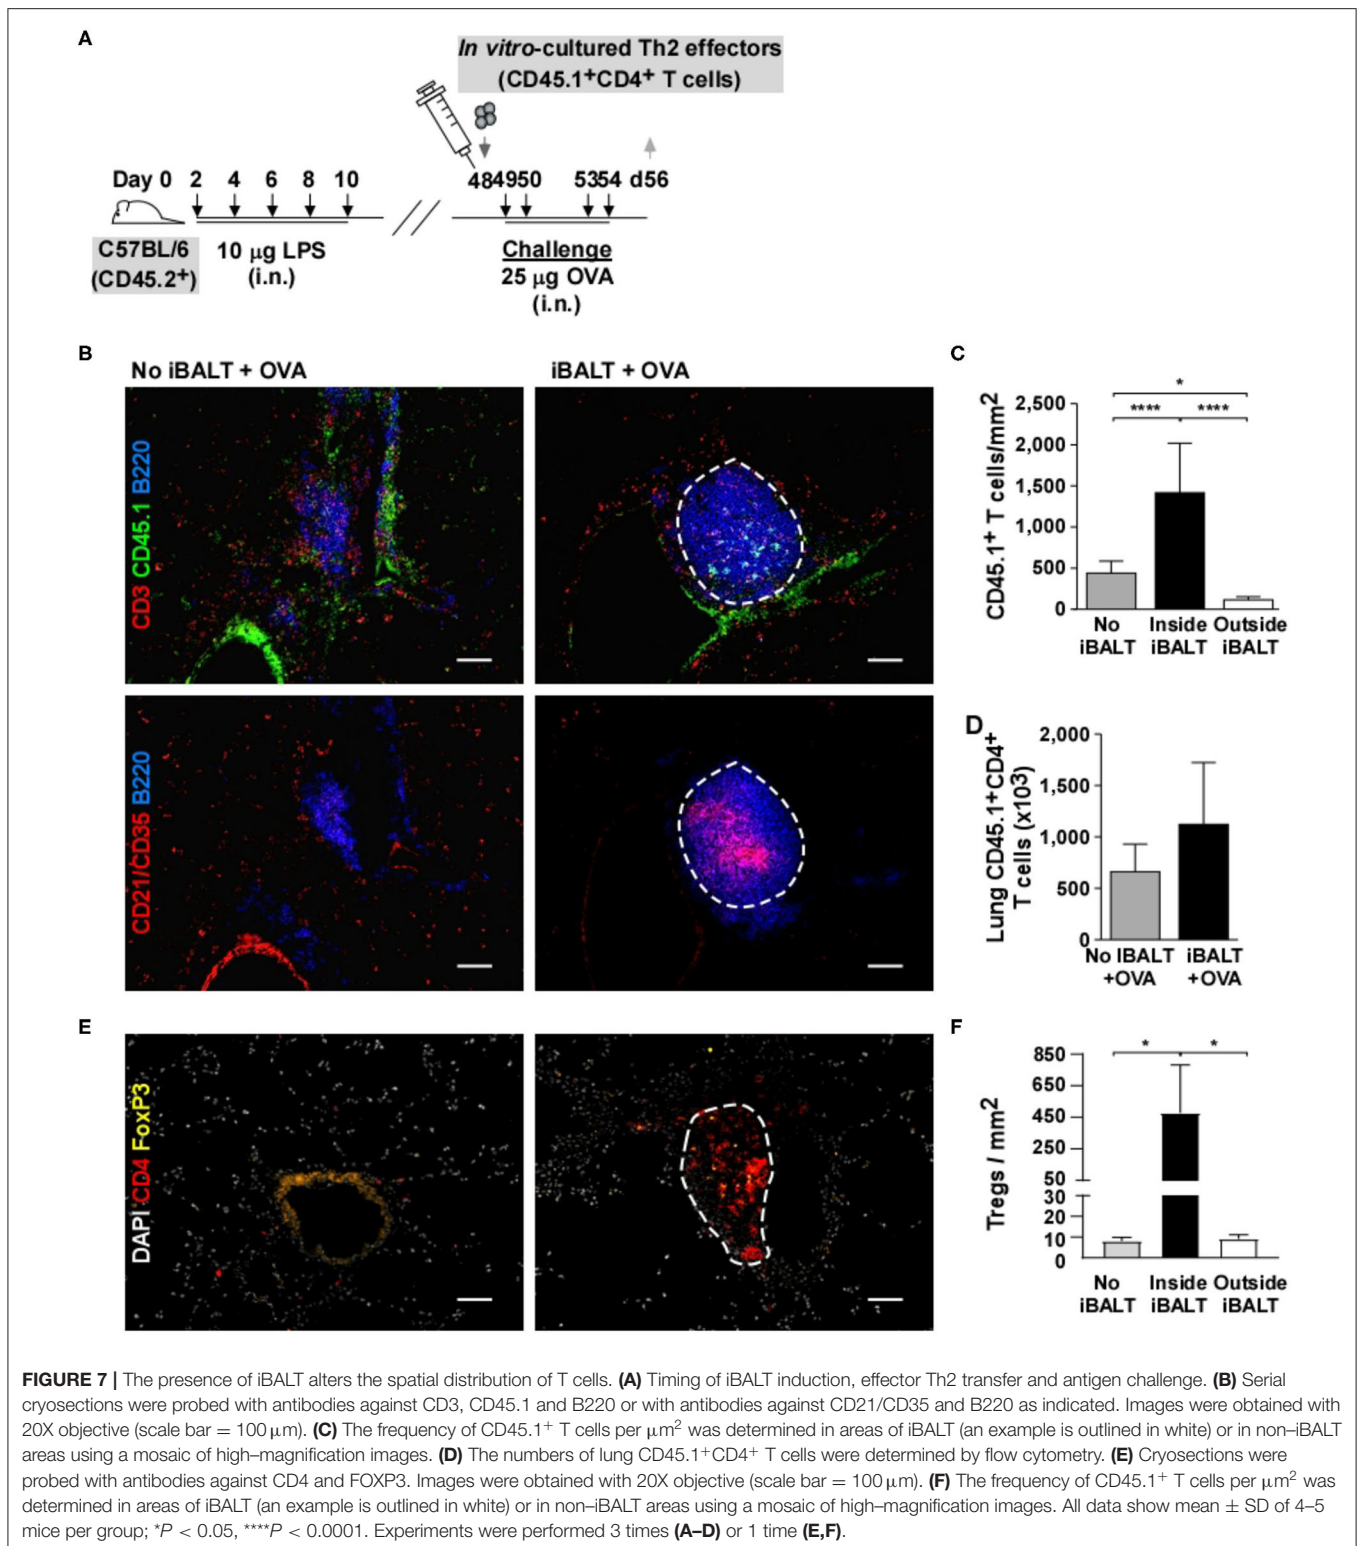 A
In vitro-cultured Th2 effectors
(CD45.1+CD4+ T cells)
Day 0 2 4 6 8 10 484950 5354 d56
C57BL/6
(CD45.2+)
10 µg LPS
(i.n.)
Challenge
25 µg OVA
(i.n.)
B
No iBALT + OVA
iBALT + OVA
CD3 CD45.1 B220
CD21/CD35 B220
C
CD45.1+ T cells/mm2
2,500
2,000
1,500
1,000
500
0
*
**** ****
No Inside Outside
iBALT iBALT iBALT
D
Lung CD45.1+CD4+
T cells (x103)
2,000
1,500
1,000
500
0
No IBALT iBALT
+OVA +OVA
E
DAPI CD4 FoxP3
F
Tregs / mm2
850
650
450
250
50
30
20
10
0
* *
No Inside Outside
iBALT iBALT iBALT
FIGURE 7 | The presence of iBALT alters the spatial distribution of T cells. (A) Timing of iBALT induction, effector Th2 transfer and antigen challenge. (B) Serial
cryosections were probed with antibodies against CD3, CD45.1 and B220 or with antibodies against CD21/CD35 and B220 as indicated. Images were obtained with
20X objective (scale bar = 100 µm). (C) The frequency of CD45.1+ T cells per µm2 was determined in areas of iBALT (an example is outlined in white) or in non–iBALT
areas using a mosaic of high–magnification images. (D) The numbers of lung CD45.1+CD4+ T cells were determined by flow cytometry. (E) Cryosections were
probed with antibodies against CD4 and FOXP3. Images were obtained with 20X objective (scale bar = 100 µm). (F) The frequency of CD45.1+ T cells per µm2 was
determined in areas of iBALT (an example is outlined in white) or in non–iBALT areas using a mosaic of high–magnification images. All data show mean ± SD of 4–5
mice per group; *P < 0.05, ****P < 0.0001. Experiments were performed 3 times (A–D) or 1 time (E,F).